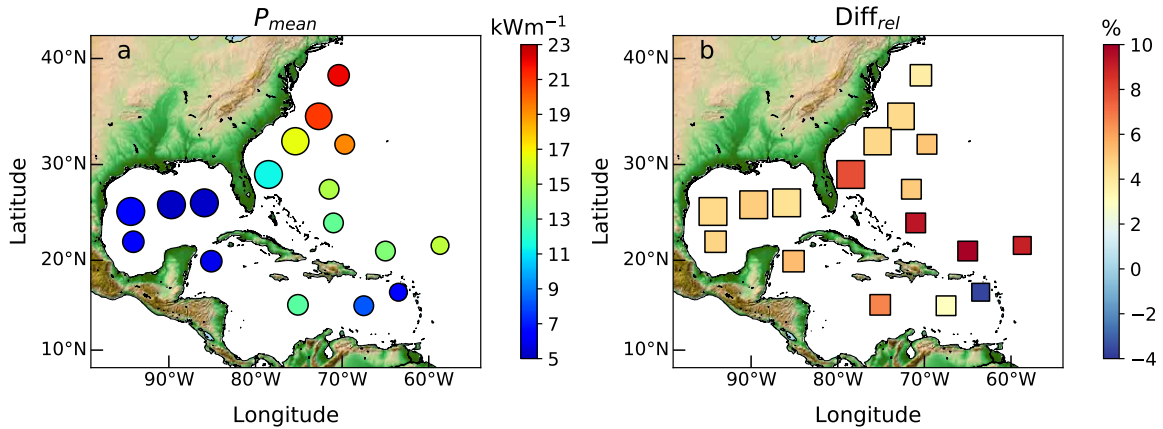 P_mean
kWm⁻¹
a
40°N
30°N
20°N
10°N
90°W 80°W 70°W 60°W
Latitude
Longitude
23
21
19
17
15
13
11
9
7
5
Diff_rel
%
b
40°N
30°N
20°N
10°N
90°W 80°W 70°W 60°W
Latitude
Longitude
10
8
6
4
2
0
−2
−4